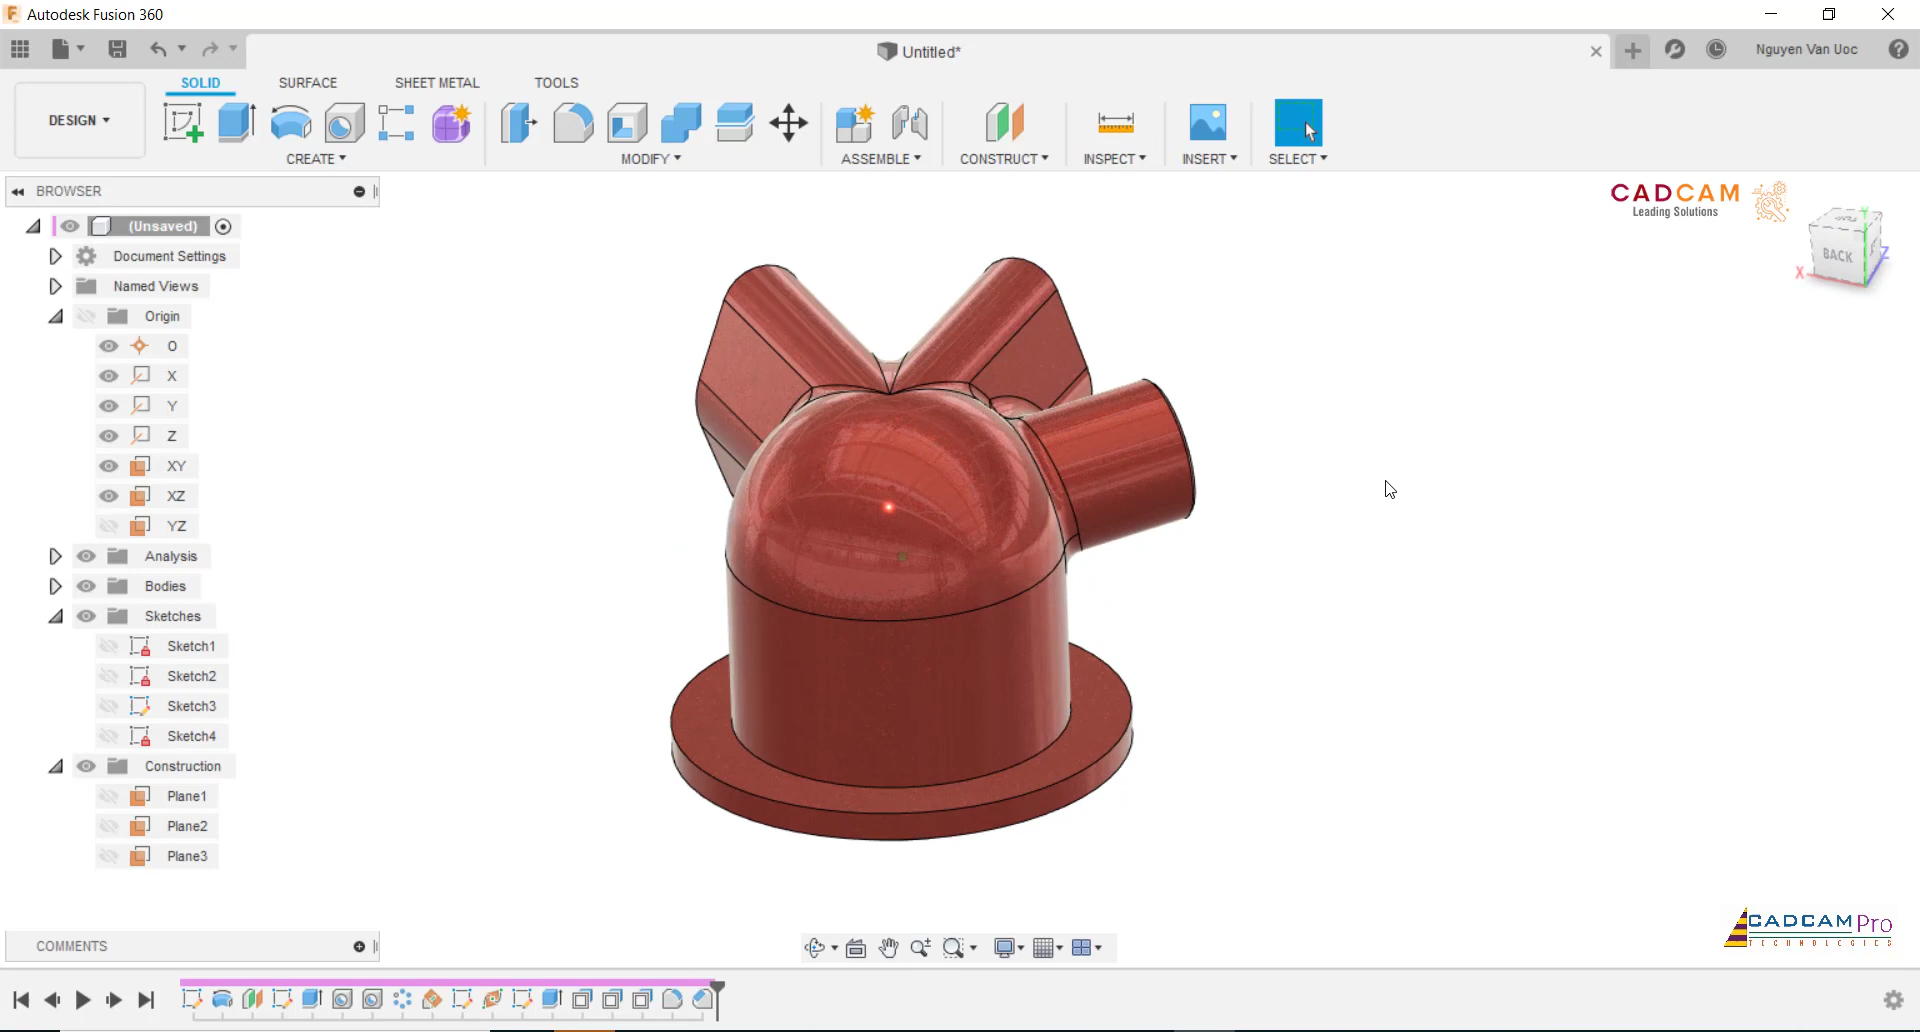 Autodesk Fusion 360
Untitled*
Nguyen Van Uoc
SOLID
SURFACE
SHEET METAL
TOOLS
DESIGN
CREATE
MODIFY
ASSEMBLE
CONSTRUCT
INSPECT
INSERT
SELECT
BROWSER
(Unsaved)
Document Settings
Named Views
Origin
O
X
Y
Z
XY
XZ
YZ
Analysis
Bodies
Sketches
Sketch1
Sketch2
Sketch3
Sketch4
Construction
Plane1
Plane2
Plane3
CADCAM
Leading Solutions
Y
BACK
Z
X
CADCAM Pro
TECHNOLOGIES
COMMENTS